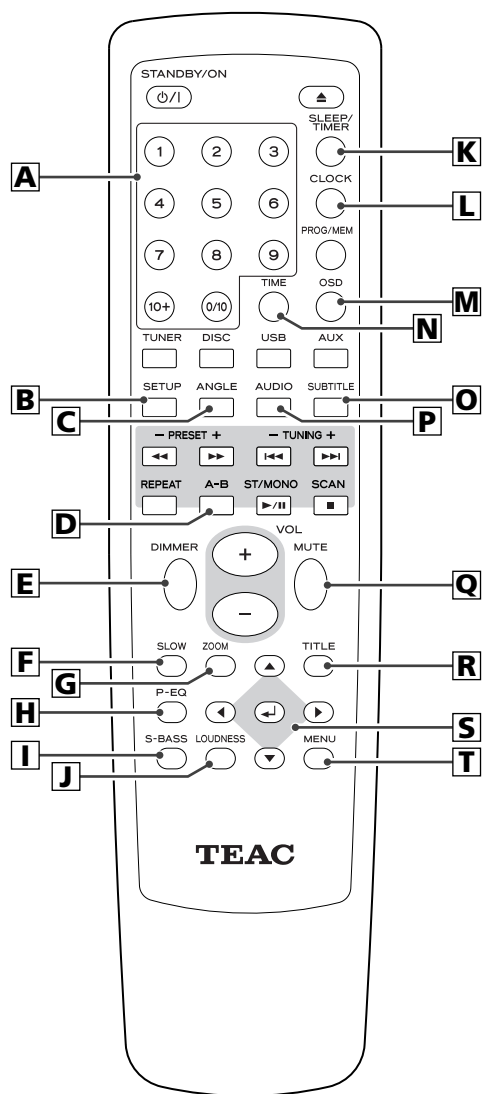 STANDBY/ON
⏻/I ⏏
SLEEP/
TIMER
A 1 2 3 K
CLOCK
4 5 6 L
PROG/MEM
7 8 9
TIME OSD
10+ 0/10 N M
TUNER DISC USB AUX
SETUP ANGLE AUDIO SUBTITLE
B C P O
− PRESET + − TUNING +
◀◀ ▶▶ I◀◀ ▶▶I
REPEAT A-B ST/MONO SCAN
▶/II ■
D
VOL
DIMMER + MUTE
E − Q
SLOW ZOOM ▲ TITLE
F G R
P-EQ
H ◀ ↵ ▶ S
S-BASS LOUDNESS ▼ MENU
I J T
TEAC